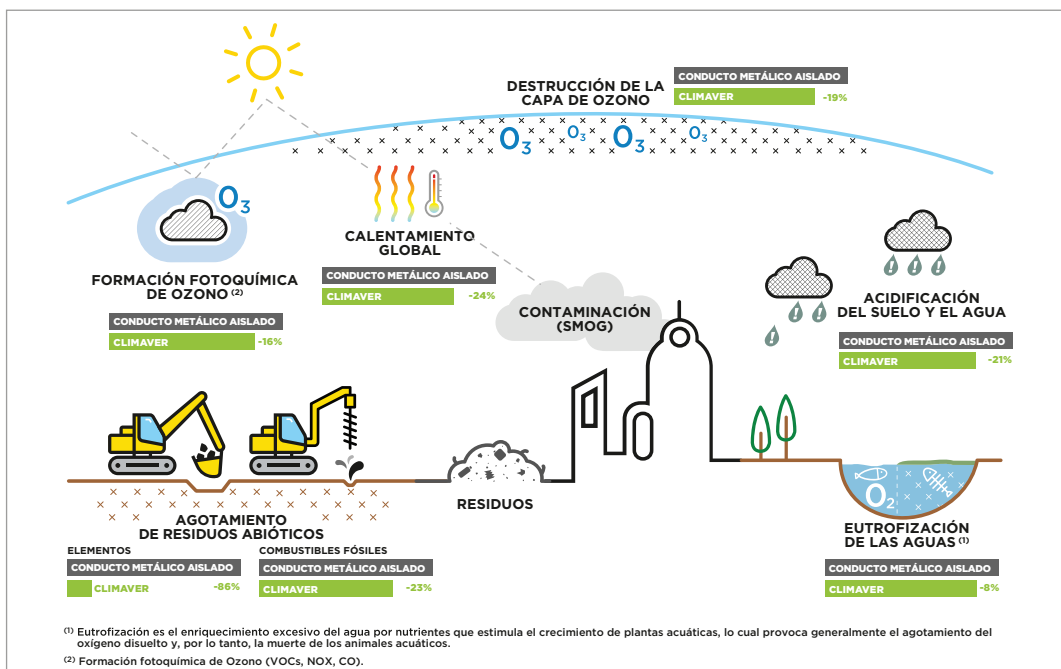 DESTRUCCIÓN DE LA
CAPA DE OZONO
CONDUCTO METÁLICO AISLADO
CLIMAVER
-19%
O3
O3
O3
O3
O3
CALENTAMIENTO
GLOBAL
CONDUCTO METÁLICO AISLADO
CLIMAVER
-24%
FORMACIÓN FOTOQUÍMICA
DE OZONO (2)
CONDUCTO METÁLICO AISLADO
CLIMAVER
-16%
CONTAMINACIÓN
(SMOG)
ACIDIFICACIÓN
DEL SUELO Y EL AGUA
CONDUCTO METÁLICO AISLADO
CLIMAVER
-21%
! ! !
! !
!
AGOTAMIENTO
DE RESIDUOS ABIÓTICOS
ELEMENTOS
CONDUCTO METÁLICO AISLADO
CLIMAVER
-86%
COMBUSTIBLES FÓSILES
CONDUCTO METÁLICO AISLADO
CLIMAVER
-23%
RESIDUOS
O2
EUTROFIZACIÓN
DE LAS AGUAS (1)
CONDUCTO METÁLICO AISLADO
CLIMAVER
-8%
(1) Eutrofización es el enriquecimiento excesivo del agua por nutrientes que estimula el crecimiento de plantas acuáticas, lo cual provoca generalmente el agotamiento del
oxígeno disuelto y, por lo tanto, la muerte de los animales acuáticos.
(2) Formación fotoquímica de Ozono (VOCs, NOX, CO).